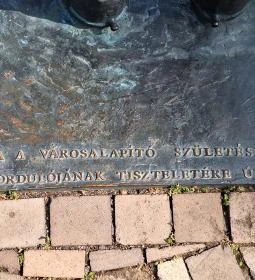 A VÁROSALAPÍTÓ SZÜLETÉS
ORDULÓJÁNAK TISZTELETÉRE